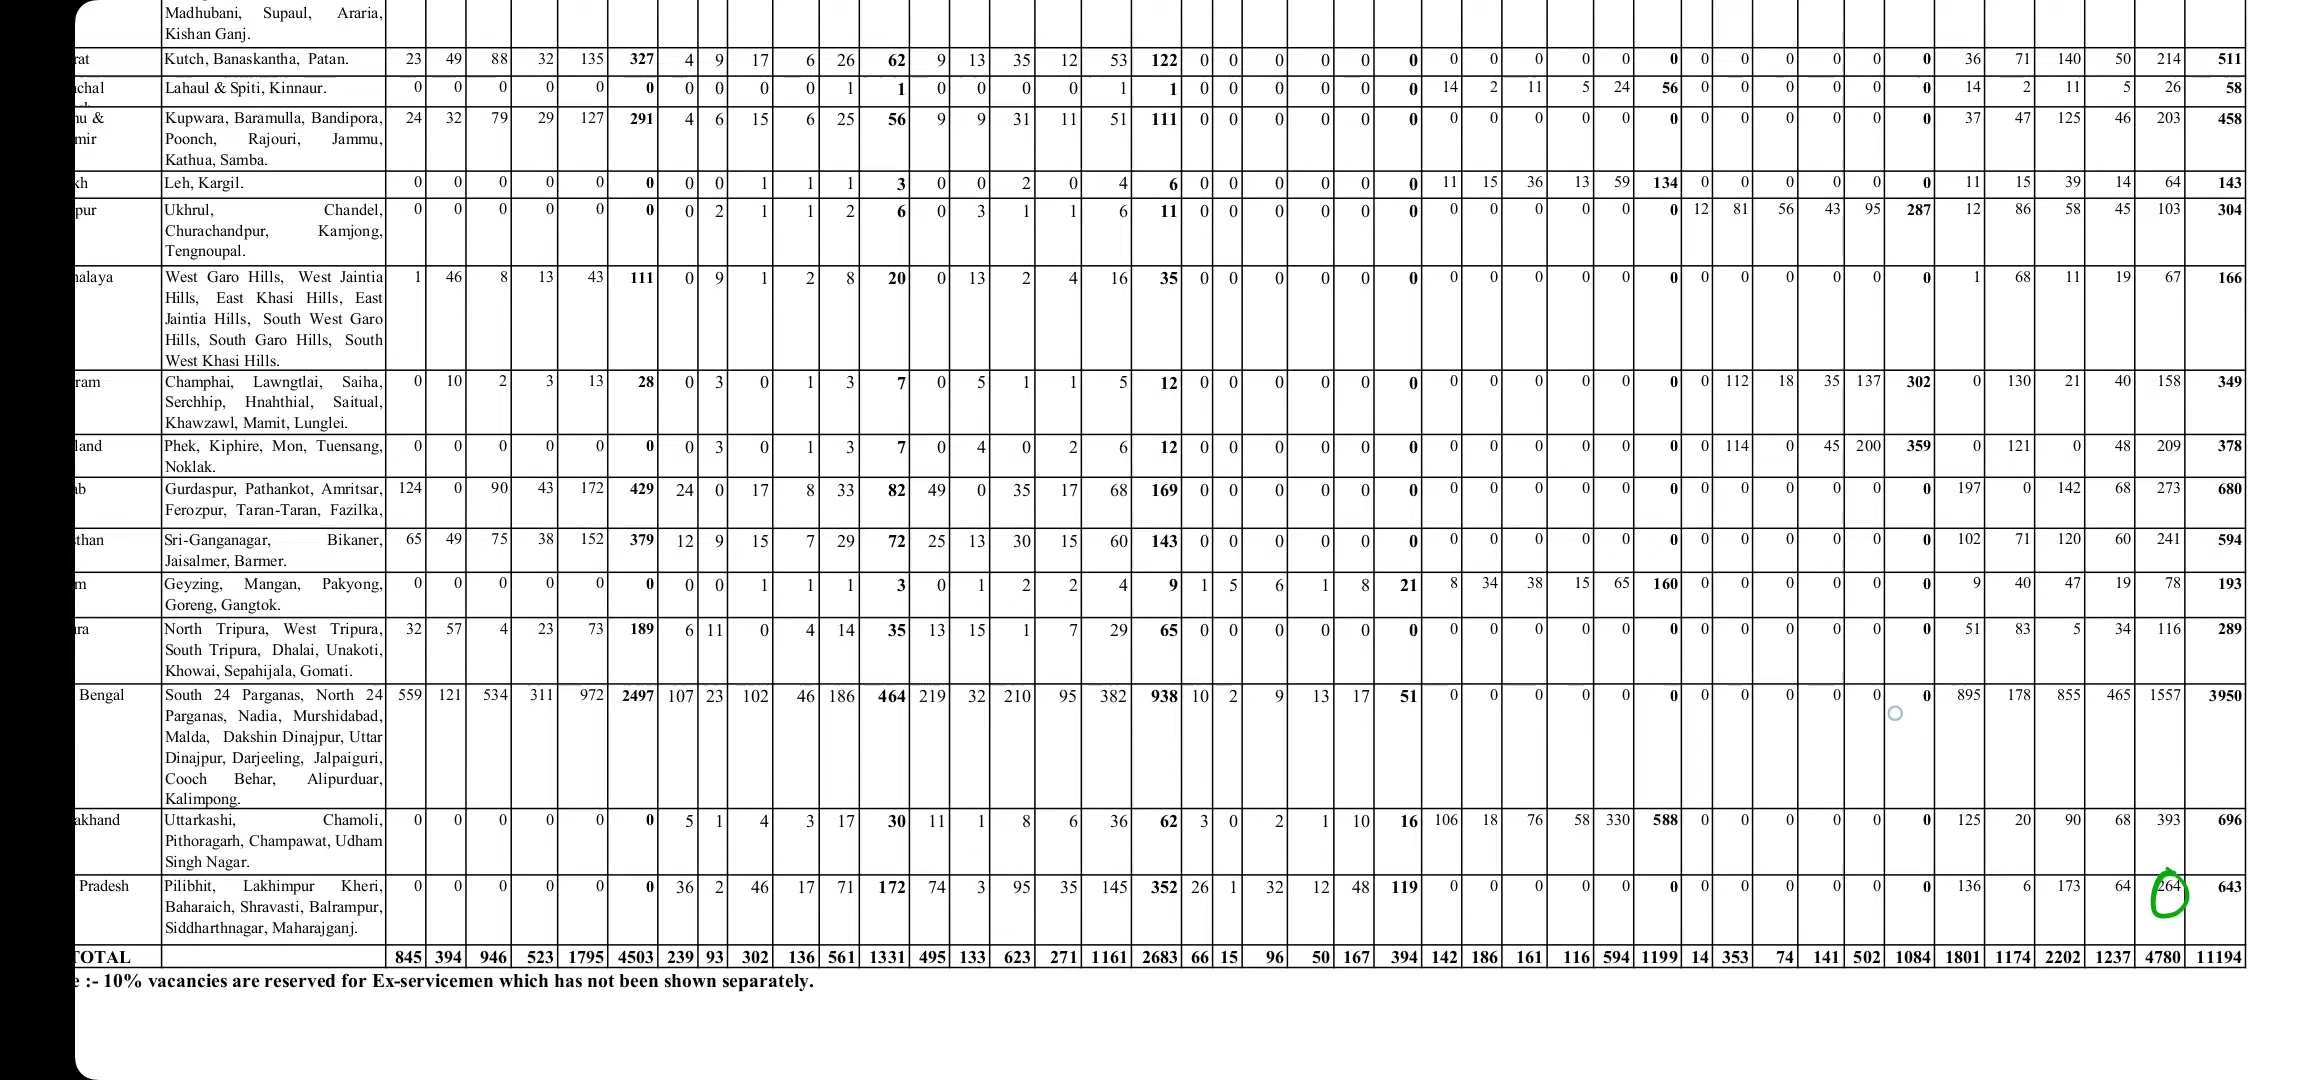 Madhubani, Supaul, Araria,
Kishan Ganj.
rat Kutch, Banaskantha, Patan. 23 49 88 32 135 327 4 9 17 6 26 62 9 13 35 12 53 122 0 0 0 0 0 0 0 0 0 0 0 0 0 0 0 0 0 0 36 71 140 50 214 511
chal Lahaul & Spiti, Kinnaur. 0 0 0 0 0 0 0 0 0 0 1 1 0 0 0 0 1 1 0 0 0 0 0 0 14 2 11 5 24 56 0 0 0 0 0 0 14 2 11 5 26 58
u & Kupwara, Baramulla, Bandipora, 24 32 79 29 127 291 4 6 15 6 25 56 9 9 31 11 51 111 0 0 0 0 0 0 0 0 0 0 0 0 0 0 0 0 0 0 37 47 125 46 203 458
mir Poonch, Rajouri, Jammu,
Kathua, Samba.
kh Leh, Kargil. 0 0 0 0 0 0 0 0 1 1 1 3 0 0 2 0 4 6 0 0 0 0 0 0 11 15 36 13 59 134 0 0 0 0 0 0 11 15 39 14 64 143
pur Ukhrul, Chandel, 0 0 0 0 0 0 0 2 1 1 2 6 0 3 1 1 6 11 0 0 0 0 0 0 0 0 0 0 0 0 12 81 56 43 95 287 12 86 58 45 103 304
Churachandpur, Kamjong,
Tengnoupal.
alaya West Garo Hills, West Jaintia 1 46 8 13 43 111 0 9 1 2 8 20 0 13 2 4 16 35 0 0 0 0 0 0 0 0 0 0 0 0 0 0 0 0 0 0 1 68 11 19 67 166
Hills, East Khasi Hills, East
Jaintia Hills, South West Garo
Hills, South Garo Hills, South
West Khasi Hills.
ram Champhai, Lawngtlai, Saiha, 0 10 2 3 13 28 0 3 0 1 3 7 0 5 1 1 5 12 0 0 0 0 0 0 0 0 0 0 0 0 0 112 18 35 137 302 0 130 21 40 158 349
Serchhip, Hnahthial, Saitual,
Khawzawl, Mamit, Lunglei.
land Phek, Kiphire, Mon, Tuensang, 0 0 0 0 0 0 0 3 0 1 3 7 0 4 0 2 6 12 0 0 0 0 0 0 0 0 0 0 0 0 0 114 0 45 200 359 0 121 0 48 209 378
Noklak.
ab Gurdaspur, Pathankot, Amritsar, 124 0 90 43 172 429 24 0 17 8 33 82 49 0 35 17 68 169 0 0 0 0 0 0 0 0 0 0 0 0 0 0 0 0 0 0 197 0 142 68 273 680
Ferozpur, Taran-Taran, Fazilka,
sthan Sri-Ganganagar, Bikaner, 65 49 75 38 152 379 12 9 15 7 29 72 25 13 30 15 60 143 0 0 0 0 0 0 0 0 0 0 0 0 0 0 0 0 0 0 102 71 120 60 241 594
Jaisalmer, Barmer.
m Geyzing, Mangan, Pakyong, 0 0 0 0 0 0 0 0 1 1 1 3 0 1 2 2 4 9 1 5 6 1 8 21 8 34 38 15 65 160 0 0 0 0 0 0 9 40 47 19 78 193
Goreng, Gangtok.
ra North Tripura, West Tripura, 32 57 4 23 73 189 6 11 0 4 14 35 13 15 1 7 29 65 0 0 0 0 0 0 0 0 0 0 0 0 0 0 0 0 0 0 51 83 5 34 116 289
South Tripura, Dhalai, Unakoti,
Khowai, Sepahijala, Gomati.
Bengal South 24 Parganas, North 24 559 121 534 311 972 2497 107 23 102 46 186 464 219 32 210 95 382 938 10 2 9 13 17 51 0 0 0 0 0 0 0 0 0 0 0 0 895 178 855 465 1557 3950
Parganas, Nadia, Murshidabad,
Malda, Dakshin Dinajpur, Uttar
Dinajpur, Darjeeling, Jalpaiguri,
Cooch Behar, Alipurduar,
Kalimpong.
akhand Uttarkashi, Chamoli, 0 0 0 0 0 0 5 1 4 3 17 30 11 1 8 6 36 62 3 0 2 1 10 16 106 18 76 58 330 588 0 0 0 0 0 0 125 20 90 68 393 696
Pithoragarh, Champawat, Udham
Singh Nagar.
Pradesh Pilibhit, Lakhimpur Kheri, 0 0 0 0 0 0 36 2 46 17 71 172 74 3 95 35 145 352 26 1 32 12 48 119 0 0 0 0 0 0 0 0 0 0 0 0 136 6 173 64 264 643
Baharaich, Shravasti, Balrampur,
Siddharthnagar, Maharajganj.
TOTAL 845 394 946 523 1795 4503 239 93 302 136 561 1331 495 133 623 271 1161 2683 66 15 96 50 167 394 142 186 161 116 594 1199 14 353 74 141 502 1084 1801 1174 2202 1237 4780 11194
e :- 10% vacancies are reserved for Ex-servicemen which has not been shown separately.